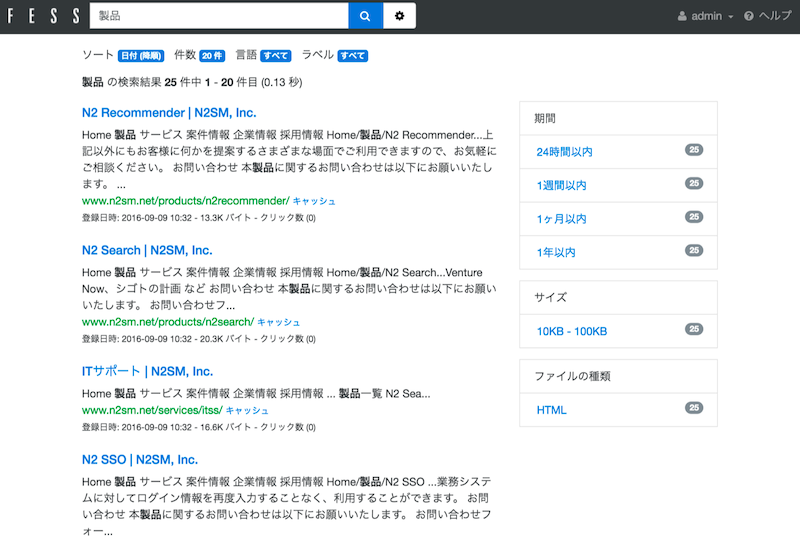 FESS 製品 admin ヘルプ
ソート 日付 (降順) 件数 20 件 言語 すべて ラベル すべて
製品 の検索結果 25 件中 1 - 20 件目 (0.13 秒)
N2 Recommender | N2SM, Inc.
Home 製品 サービス 案件情報 企業情報 採用情報 Home/製品/N2 Recommender...上
記以外にもお客様に何かを提案するさまざまな場面でご利用できますので、お気軽に
ご相談ください。 お問い合わせ 本製品に関するお問い合わせは以下にお願いいたし
ます。 ...
www.n2sm.net/products/n2recommender/ キャッシュ
登録日時: 2016-09-09 10:32 - 13.3K バイト - クリック数 (0)
N2 Search | N2SM, Inc.
Home 製品 サービス 案件情報 企業情報 採用情報 Home/製品/N2 Search...Venture
Now、シゴトの計画 など お問い合わせ 本製品に関するお問い合わせは以下にお願い
いたします。 お問い合わせフ...
www.n2sm.net/products/n2search/ キャッシュ
登録日時: 2016-09-09 10:32 - 20.3K バイト - クリック数 (0)
ITサポート | N2SM, Inc.
Home 製品 サービス 案件情報 企業情報 採用情報 ... 製品一覧 N2 Sea...
www.n2sm.net/services/itss/ キャッシュ
登録日時: 2016-09-09 10:32 - 16.6K バイト - クリック数 (0)
N2 SSO | N2SM, Inc.
Home 製品 サービス 案件情報 企業情報 採用情報 Home/製品/N2 SSO ...業務システ
ムに対してログイン情報を再度入力することなく、利用することができます。 お問
い合わせ 本製品に関するお問い合わせは以下にお願いいたします。 お問い合わせフ
ォー...
期間
24時間以内 25
1週間以内 25
1ヶ月以内 25
1年以内 25
サイズ
10KB - 100KB 25
ファイルの種類
HTML 25